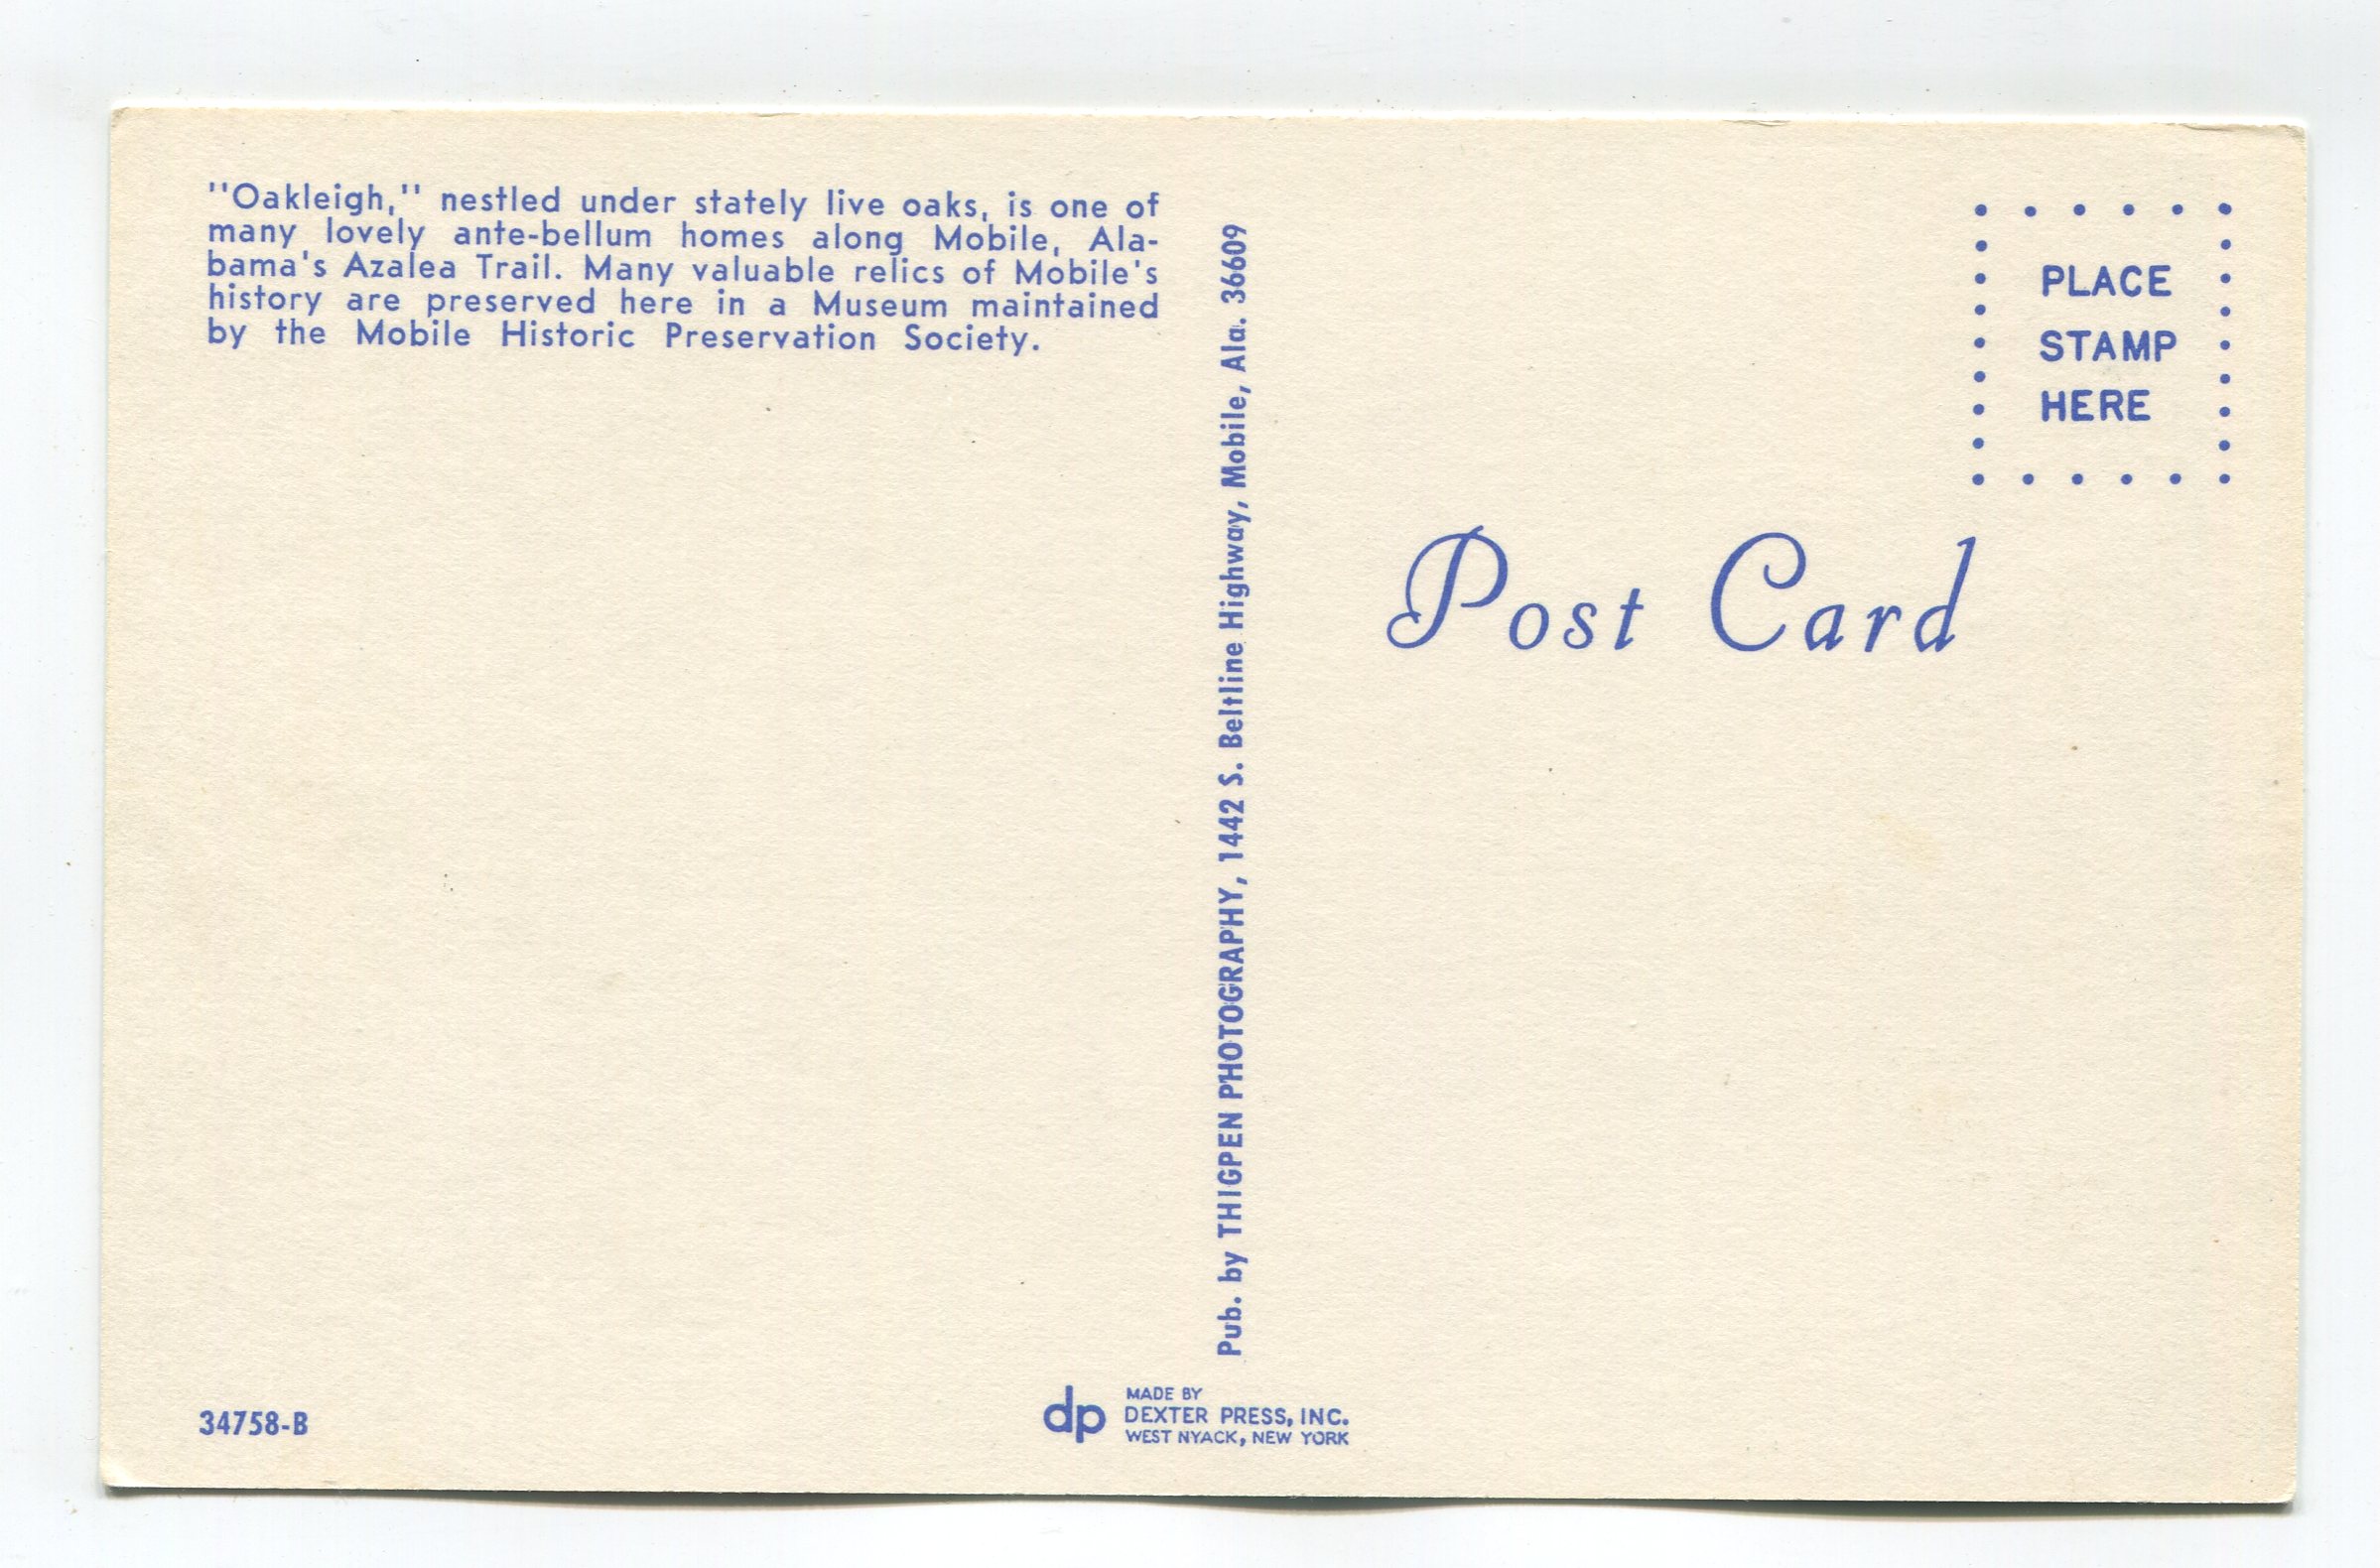 "Oakleigh," nestled under stately live oaks, is one of
many lovely ante-bellum homes along Mobile, Ala-
bama's Azalea Trail. Many valuable relics of Mobile's
history are preserved here in a Museum maintained
by the Mobile Historic Preservation Society.
34758-B
Pub. by THIGPEN PHOTOGRAPHY, 1442 S. Beltline Highway, Mobile, Ala. 36609
dp
MADE BY
DEXTER PRESS, INC.
WEST NYACK, NEW YORK
PLACE
STAMP
HERE
Post Card